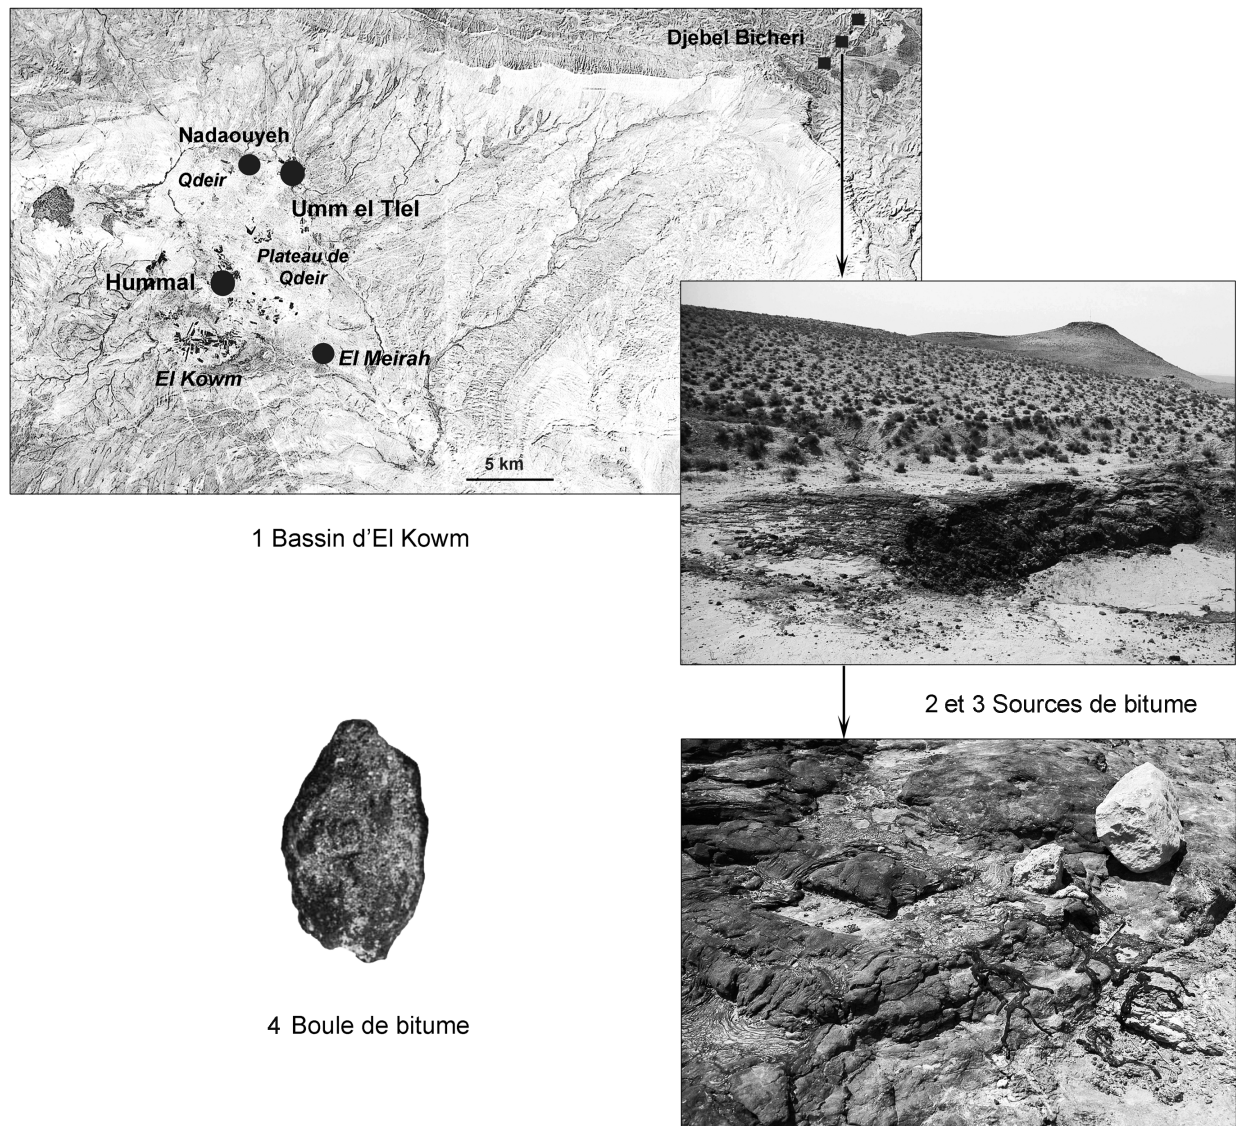 Djebel Bicheri
Nadaouyeh
Qdeir
Umm el Tlel
Plateau de
Qdeir
Hummal
El Meirah
El Kowm
5 km
1 Bassin d'El Kowm
2 et 3 Sources de bitume
4 Boule de bitume